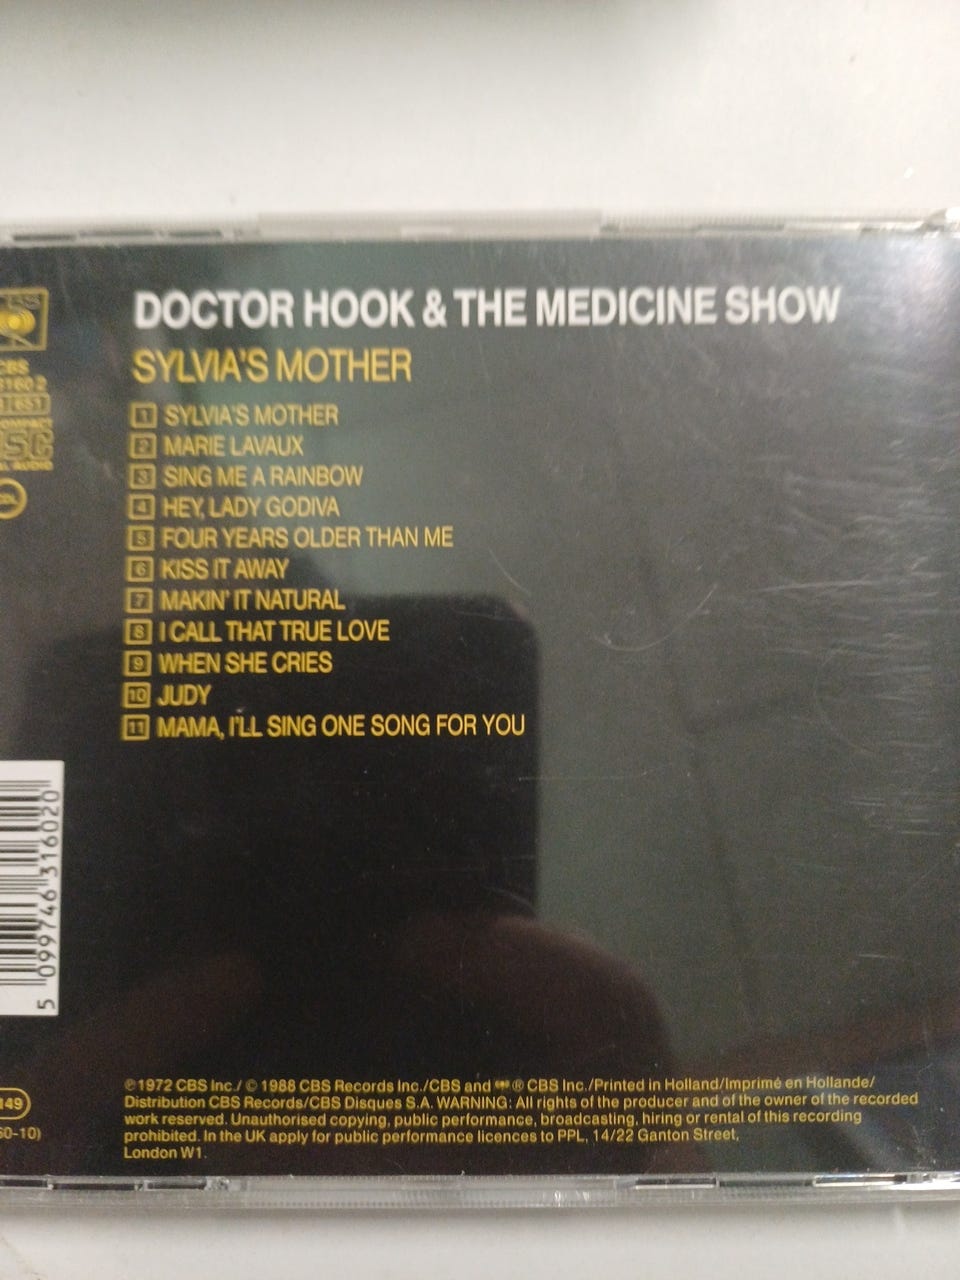 DOCTOR HOOK & THE MEDICINE SHOW
SYLVIA'S MOTHER
1 SYLVIA'S MOTHER
2 MARIE LAVAUX
3 SING ME A RAINBOW
4 HEY, LADY GODIVA
5 FOUR YEARS OLDER THAN ME
6 KISS IT AWAY
7 MAKIN' IT NATURAL
8 I CALL THAT TRUE LOVE
9 WHEN SHE CRIES
10 JUDY
11 MAMA, I'LL SING ONE SONG FOR YOU
CBS
5 099746 316020
149
℗1972 CBS Inc./ © 1988 CBS Records Inc./CBS and ® CBS Inc./Printed in Holland/Imprimé en Hollande/
Distribution CBS Records/CBS Disques S.A. WARNING: All rights of the producer and of the owner of the recorded
work reserved. Unauthorised copying, public performance, broadcasting, hiring or rental of this recording
prohibited. In the UK apply for public performance licences to PPL, 14/22 Ganton Street,
London W1.